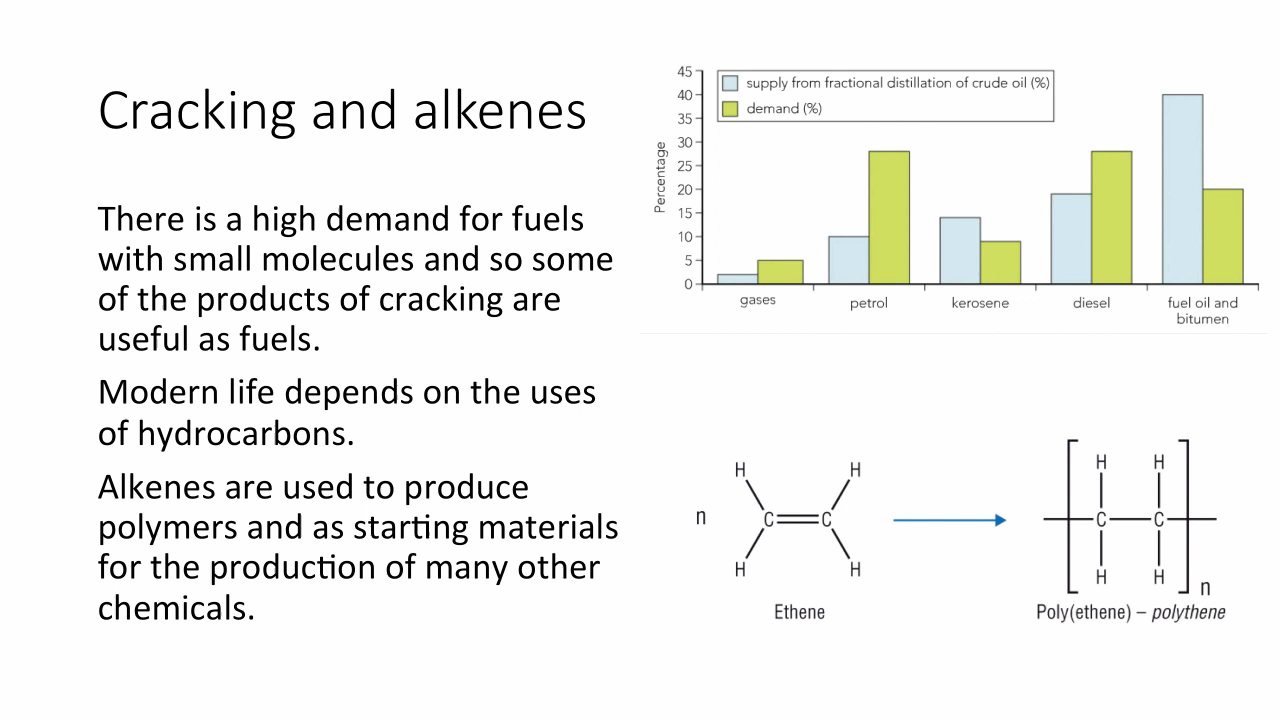 Cracking and alkenes
There is a high demand for fuels
with small molecules and so some
of the products of cracking are
useful as fuels.
Modern life depends on the uses
of hydrocarbons.
Alkenes are used to produce
polymers and as starting materials
for the production of many other
chemicals.
45
40
35
30
25
20
15
10
5
0
Percentage
supply from fractional distillation of crude oil (%)
demand (%)
gases petrol kerosene diesel fuel oil and
bitumen
H H H H
n C C C C
H H H H n
Ethene Poly(ethene) – polythene